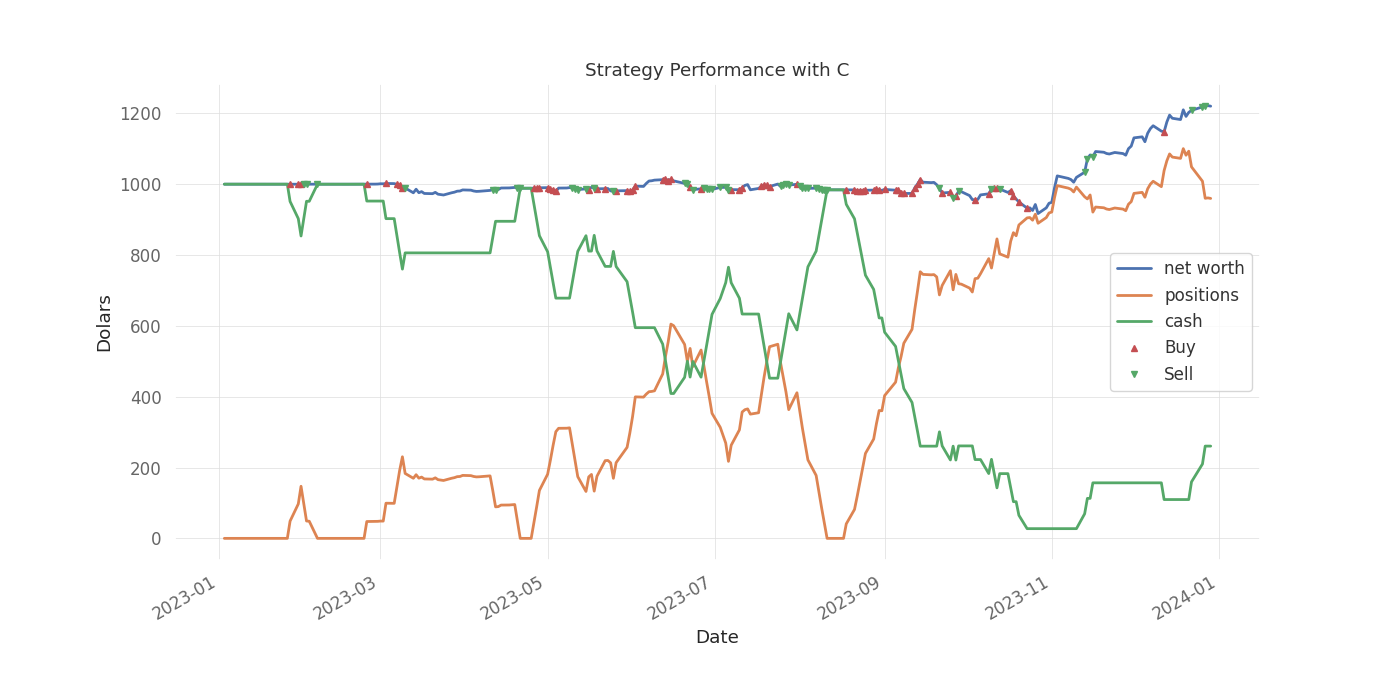 Strategy Performance with C
Dolars
1200
1000
800
600
400
200
0
net worth
positions
cash
Buy
Sell
2023-01
2023-03
2023-05
2023-07
2023-09
2023-11
2024-01
Date